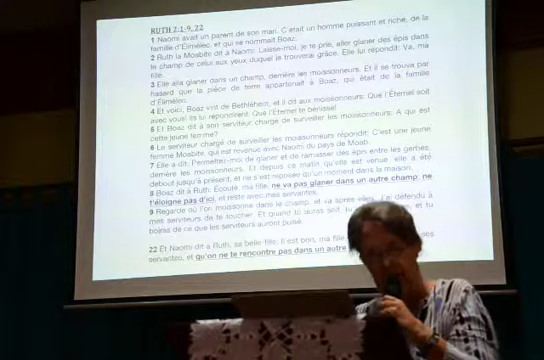 RUTH 2:1-9, 22
1 Naomi avait un parent de son mari. C'était un homme puissant et riche, de la
famille d'Élimélec, et qui se nommait Boaz.
2 Ruth la Moabite dit à Naomi: Laisse-moi, je te prie, aller glaner des épis dans
le champ de celui aux yeux duquel je trouverai grâce. Elle lui répondit: Va, ma
fille.
3 Elle alla glaner dans un champ, derrière les moissonneurs. Et il se trouva par
hasard que la pièce de terre appartenait à Boaz, qui était de la famille
d'Élimélec.
4 Et voici, Boaz vint de Bethléhem, et il dit aux moissonneurs: Que l'Éternel soit
avec vous! Ils lui répondirent: Que l'Éternel te bénisse!
5 Et Boaz dit à son serviteur chargé de surveiller les moissonneurs: A qui est
cette jeune femme?
6 Le serviteur chargé de surveiller les moissonneurs répondit: C'est une jeune
femme Moabite, qui est revenue avec Naomi du pays de Moab.
7 Elle a dit: Permettez-moi de glaner et de ramasser des épis entre les gerbes,
derrière les moissonneurs. Et depuis ce matin qu'elle est venue, elle a été
debout jusqu'à présent, et ne s'est reposée qu'un moment dans la maison.
8 Boaz dit à Ruth: Écoute, ma fille, ne va pas glaner dans un autre champ, ne
t'éloigne pas d'ici, et reste avec mes servantes.
9 Regarde où l'on moissonne dans le champ, et va après elles. J'ai défendu à
mes serviteurs de te toucher. Et quand tu auras soif, tu et tu
boiras de ce que les serviteurs auront puisé.
22 Et Naomi dit à Ruth, sa belle-fille: Il est bon, ma fille, ses
servantes, et qu'on ne te rencontre pas dans un autre